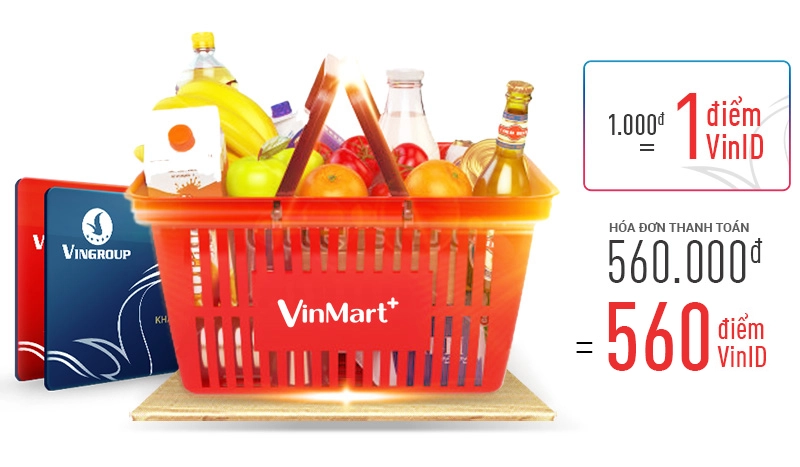 VINGROUP
VinMart+
1.000đ
=
1 điểm
VinID
HÓA ĐƠN THANH TOÁN
560.000đ
= 560 điểm
VinID